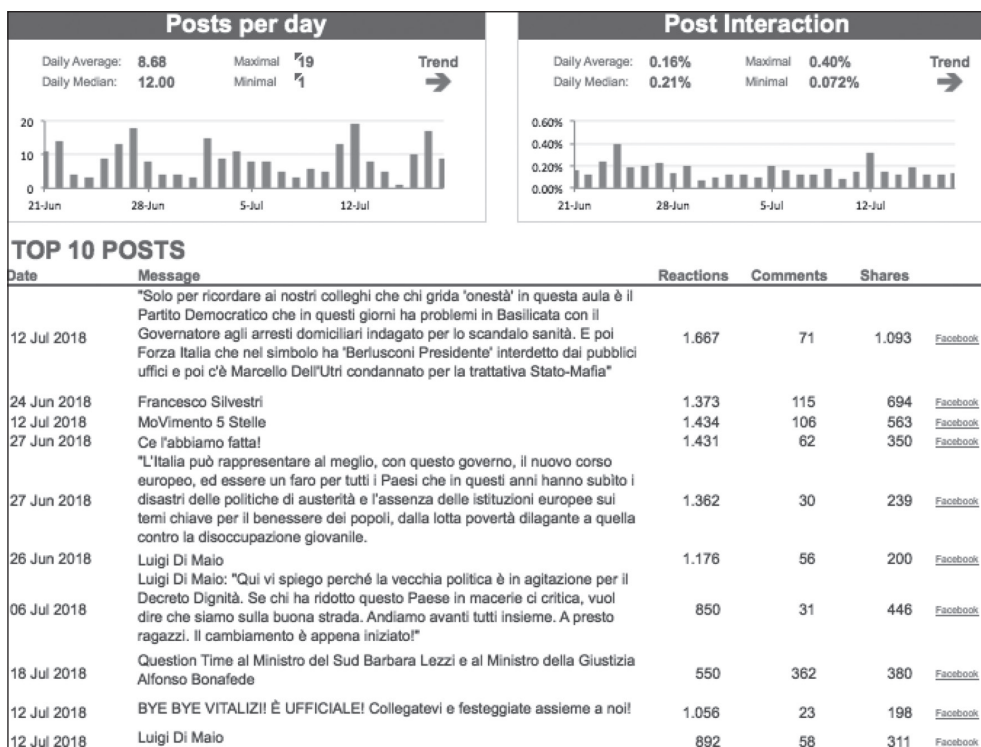 Posts per day
Daily Average: 8.68 Maximal 19 Trend
Daily Median: 12.00 Minimal 1
20
10
0
21-Jun 28-Jun 5-Jul 12-Jul
Post Interaction
Daily Average: 0.16% Maximal 0.40% Trend
Daily Median: 0.21% Minimal 0.072%
0.60%
0.40%
0.20%
0.00%
21-Jun 28-Jun 5-Jul 12-Jul
TOP 10 POSTS
Date Message Reactions Comments Shares
"Solo per ricordare ai nostri colleghi che chi grida 'onestà' in questa aula è il
Partito Democratico che in questi giorni ha problemi in Basilicata con il
Governatore agli arresti domiciliari indagato per lo scandalo sanità. E poi
12 Jul 2018 1.667 71 1.093 Facebook
Forza Italia che nel simbolo ha 'Berlusconi Presidente' interdetto dai pubblici
uffici e poi c'è Marcello Dell'Utri condannato per la trattativa Stato-Mafia"
24 Jun 2018 Francesco Silvestri 1.373 115 694 Facebook
12 Jul 2018 MoVimento 5 Stelle 1.434 106 563 Facebook
27 Jun 2018 Ce l'abbiamo fatta! 1.431 62 350 Facebook
"L'Italia può rappresentare al meglio, con questo governo, il nuovo corso
europeo, ed essere un faro per tutti i Paesi che in questi anni hanno subìto i
27 Jun 2018 disastri delle politiche di austerità e l'assenza delle istituzioni europee sui 1.362 30 239 Facebook
temi chiave per il benessere dei popoli, dalla lotta povertà dilagante a quella
contro la disoccupazione giovanile.
26 Jun 2018 Luigi Di Maio 1.176 56 200 Facebook
Luigi Di Maio: "Qui vi spiego perché la vecchia politica è in agitazione per il
Decreto Dignità. Se chi ha ridotto questo Paese in macerie ci critica, vuol
06 Jul 2018 850 31 446 Facebook
dire che siamo sulla buona strada. Andiamo avanti tutti insieme. A presto
ragazzi. Il cambiamento è appena iniziato!"
Question Time al Ministro del Sud Barbara Lezzi e al Ministro della Giustizia
18 Jul 2018 550 362 380 Facebook
Alfonso Bonafede
12 Jul 2018 BYE BYE VITALIZI! È UFFICIALE! Collegatevi e festeggiate assieme a noi! 1.056 23 198 Facebook
12 Jul 2018 Luigi Di Maio 892 58 311 Facebook